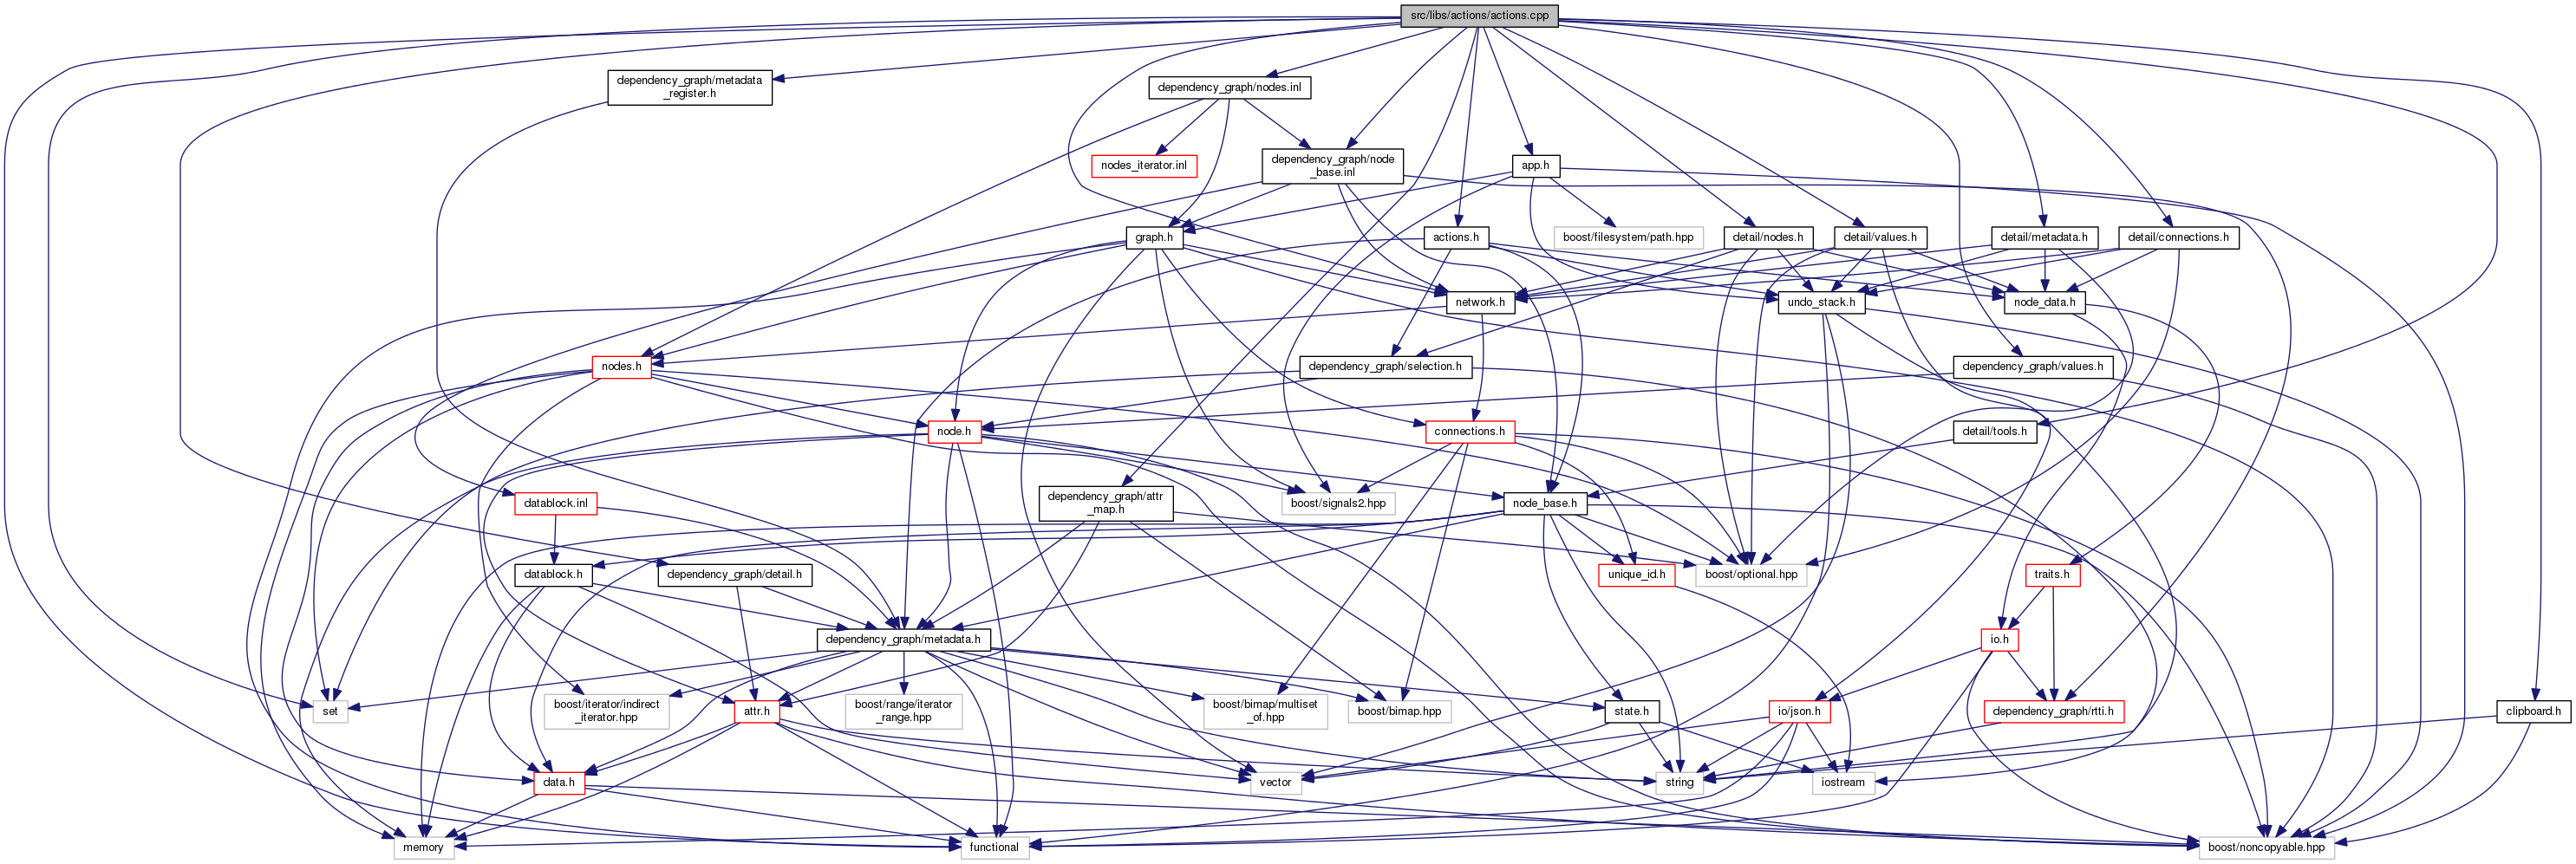 src/libs/actions/actions.cpp
dependency_graph/metadata
_register.h
dependency_graph/nodes.inl
nodes_iterator.inl
dependency_graph/node
_base.inl
app.h
graph.h
boost/filesystem/path.hpp
actions.h
detail/nodes.h
detail/values.h
detail/metadata.h
detail/connections.h
network.h
undo_stack.h
node_data.h
nodes.h
dependency_graph/selection.h
dependency_graph/values.h
node.h
connections.h
detail/tools.h
datablock.inl
dependency_graph/attr
_map.h
boost/signals2.hpp
node_base.h
datablock.h
dependency_graph/detail.h
unique_id.h
boost/optional.hpp
traits.h
dependency_graph/metadata.h
io.h
set
boost/iterator/indirect
_iterator.hpp
attr.h
boost/range/iterator
_range.hpp
boost/bimap/multiset
_of.hpp
boost/bimap.hpp
state.h
io/json.h
dependency_graph/rtti.h
clipboard.h
data.h
vector
string
iostream
memory
functional
boost/noncopyable.hpp